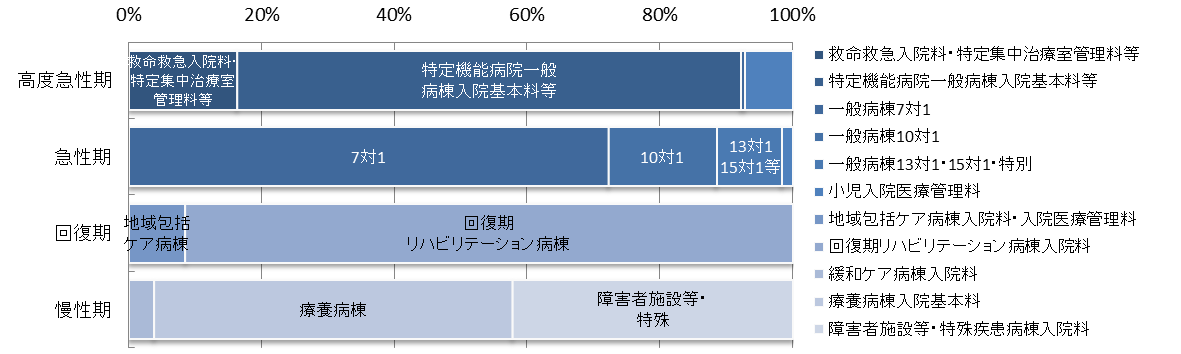 0% 20% 40% 60% 80% 100%
高度急性期
救命救急入院料・
特定集中治療室
管理料等
特定機能病院一般
病棟入院基本料等
急性期
7対1
10対1
13対1
15対1等
回復期
地域包括
ケア病棟
回復期
リハビリテーション病棟
慢性期
療養病棟
障害者施設等・
特殊
救命救急入院料・特定集中治療室管理料等
特定機能病院一般病棟入院基本料等
一般病棟7対1
一般病棟10対1
一般病棟13対1・15対1・特別
小児入院医療管理料
地域包括ケア病棟入院料・入院医療管理料
回復期リハビリテーション病棟入院料
緩和ケア病棟入院料
療養病棟入院基本料
障害者施設等・特殊疾患病棟入院料